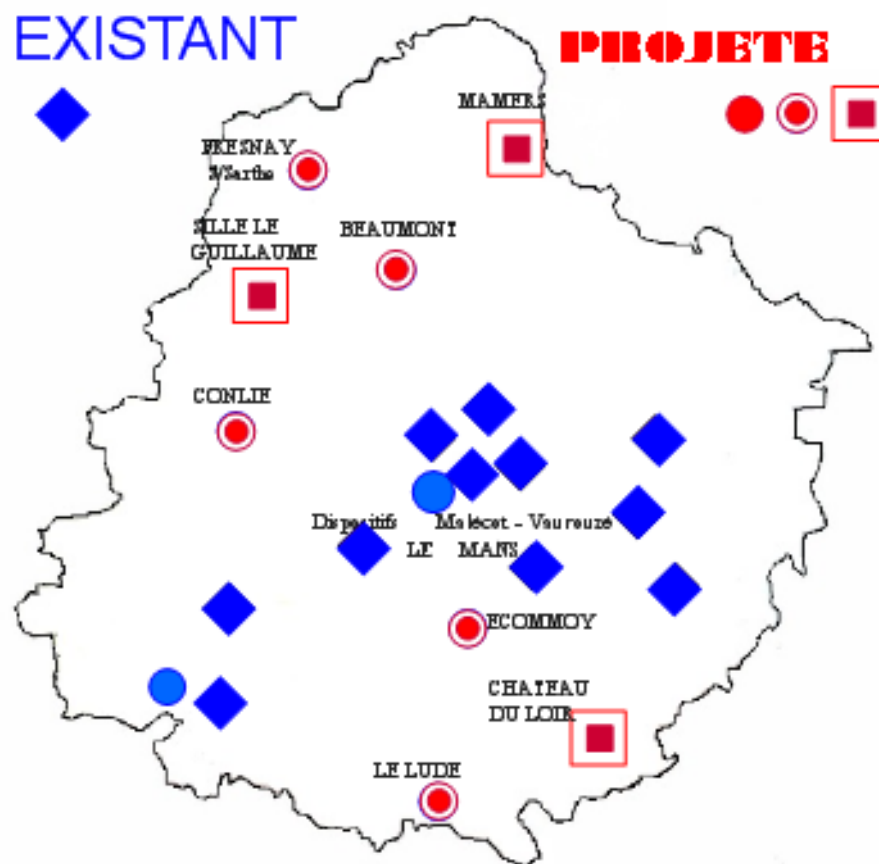 EXISTANT
PROJETE
MAMERS
FRESNAY
S/Sarthe
SILLE LE
GUILLAUME
BEAUMONT
CONLIE
Dispositifs Malécot - Vaurouzé
LE MANS
ECOMMOY
CHATEAU
DU LOIR
LE LUDE